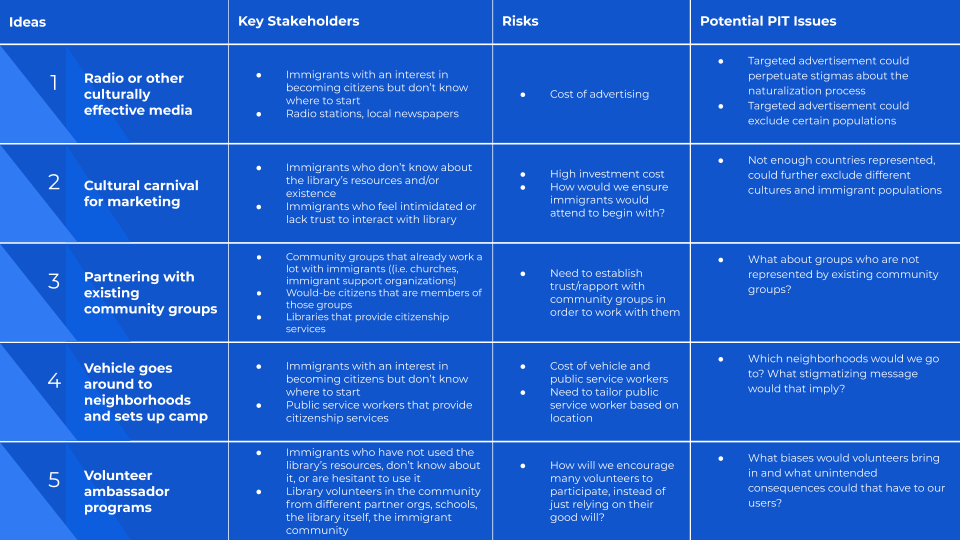 Ideas
Key Stakeholders
Risks
Potential PIT Issues
1
Radio or other
culturally
effective media
● Immigrants with an interest in
becoming citizens but don't know
where to start
● Radio stations, local newspapers
● Cost of advertising
● Targeted advertisement could
perpetuate stigmas about the
naturalization process
● Targeted advertisement could
exclude certain populations
2
Cultural carnival
for marketing
● Immigrants who don't know about
the library's resources and/or
existence
● Immigrants who feel intimidated or
lack trust to interact with library
● High investment cost
● How would we ensure
immigrants would
attend to begin with?
● Not enough countries represented,
could further exclude different
cultures and immigrant populations
3
Partnering with
existing
community groups
● Community groups that already work a
lot with immigrants ((i.e. churches,
immigrant support organizations)
● Would-be citizens that are members of
those groups
● Libraries that provide citizenship
services
● Need to establish
trust/rapport with
community groups in
order to work with them
● What about groups who are not
represented by existing community
groups?
4
Vehicle goes
around to
neighborhoods
and sets up camp
● Immigrants with an interest in
becoming citizens but don't know
where to start
● Public service workers that provide
citizenship services
● Cost of vehicle and
public service workers
● Need to tailor public
service worker based on
location
● Which neighborhoods would we go
to? What stigmatizing message
would that imply?
5
Volunteer
ambassador
programs
● Immigrants who have not used the
library's resources, don't know about
it, or are hesitant to use it
● Library volunteers in the community
from different partner orgs, schools,
the library itself, the immigrant
community
● How will we encourage
many volunteers to
participate, instead of
just relying on their
good will?
● What biases would volunteers bring
in and what unintended
consequences could that have to our
users?